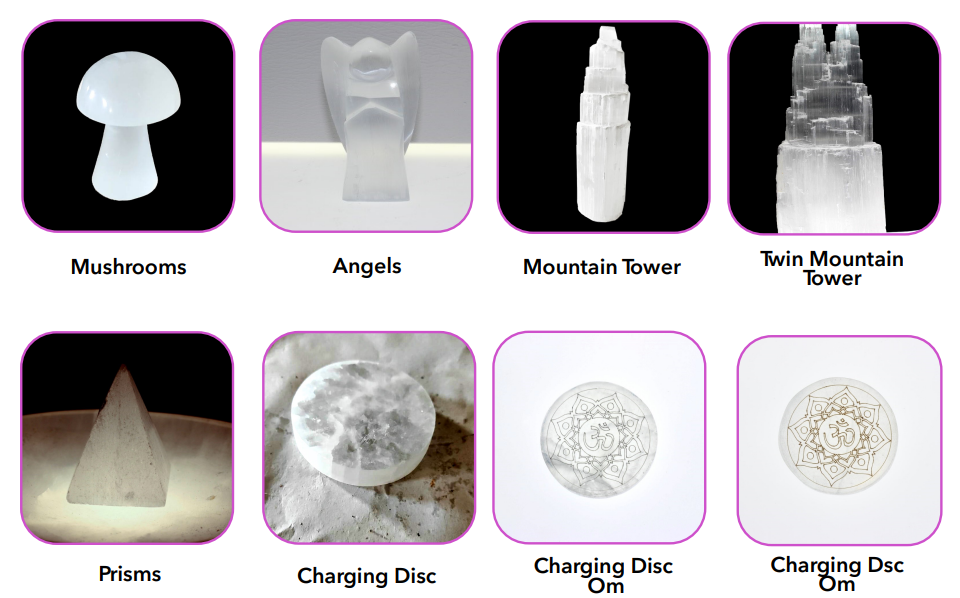 Mushrooms
Angels
Mountain Tower
Twin Mountain
Tower
Prisms
Charging Disc
Charging Disc
Om
Charging Dsc
Om